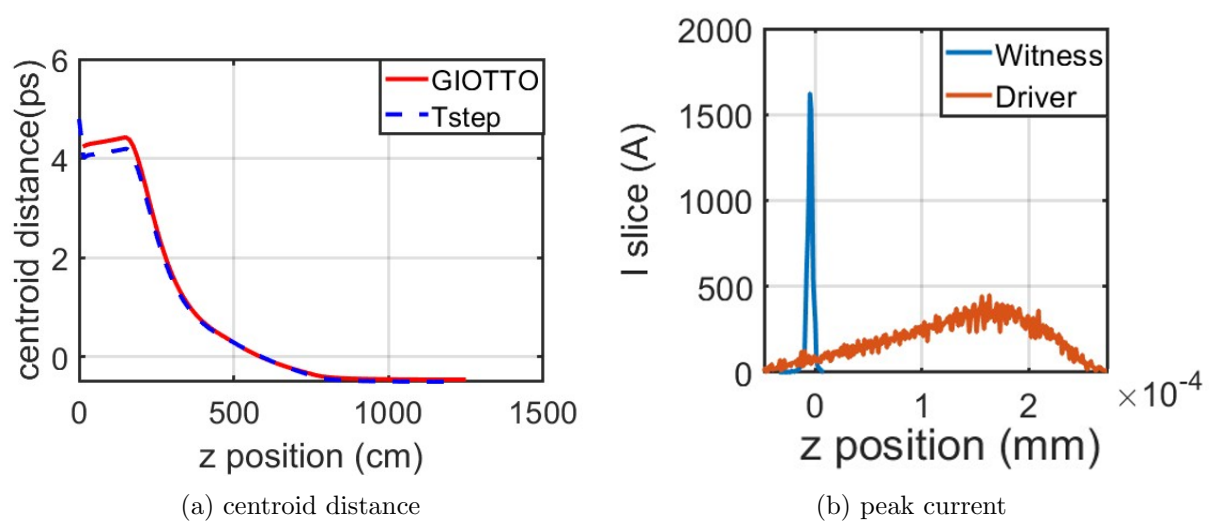 6
4
2
0
centroid distance(ps)
GIOTTO
Tstep
0
500
1000
1500
z position (cm)
(a) centroid distance
2000
1500
1000
500
0
I slice (A)
Witness
Driver
0
1
2
×10⁻⁴
z position (mm)
(b) peak current